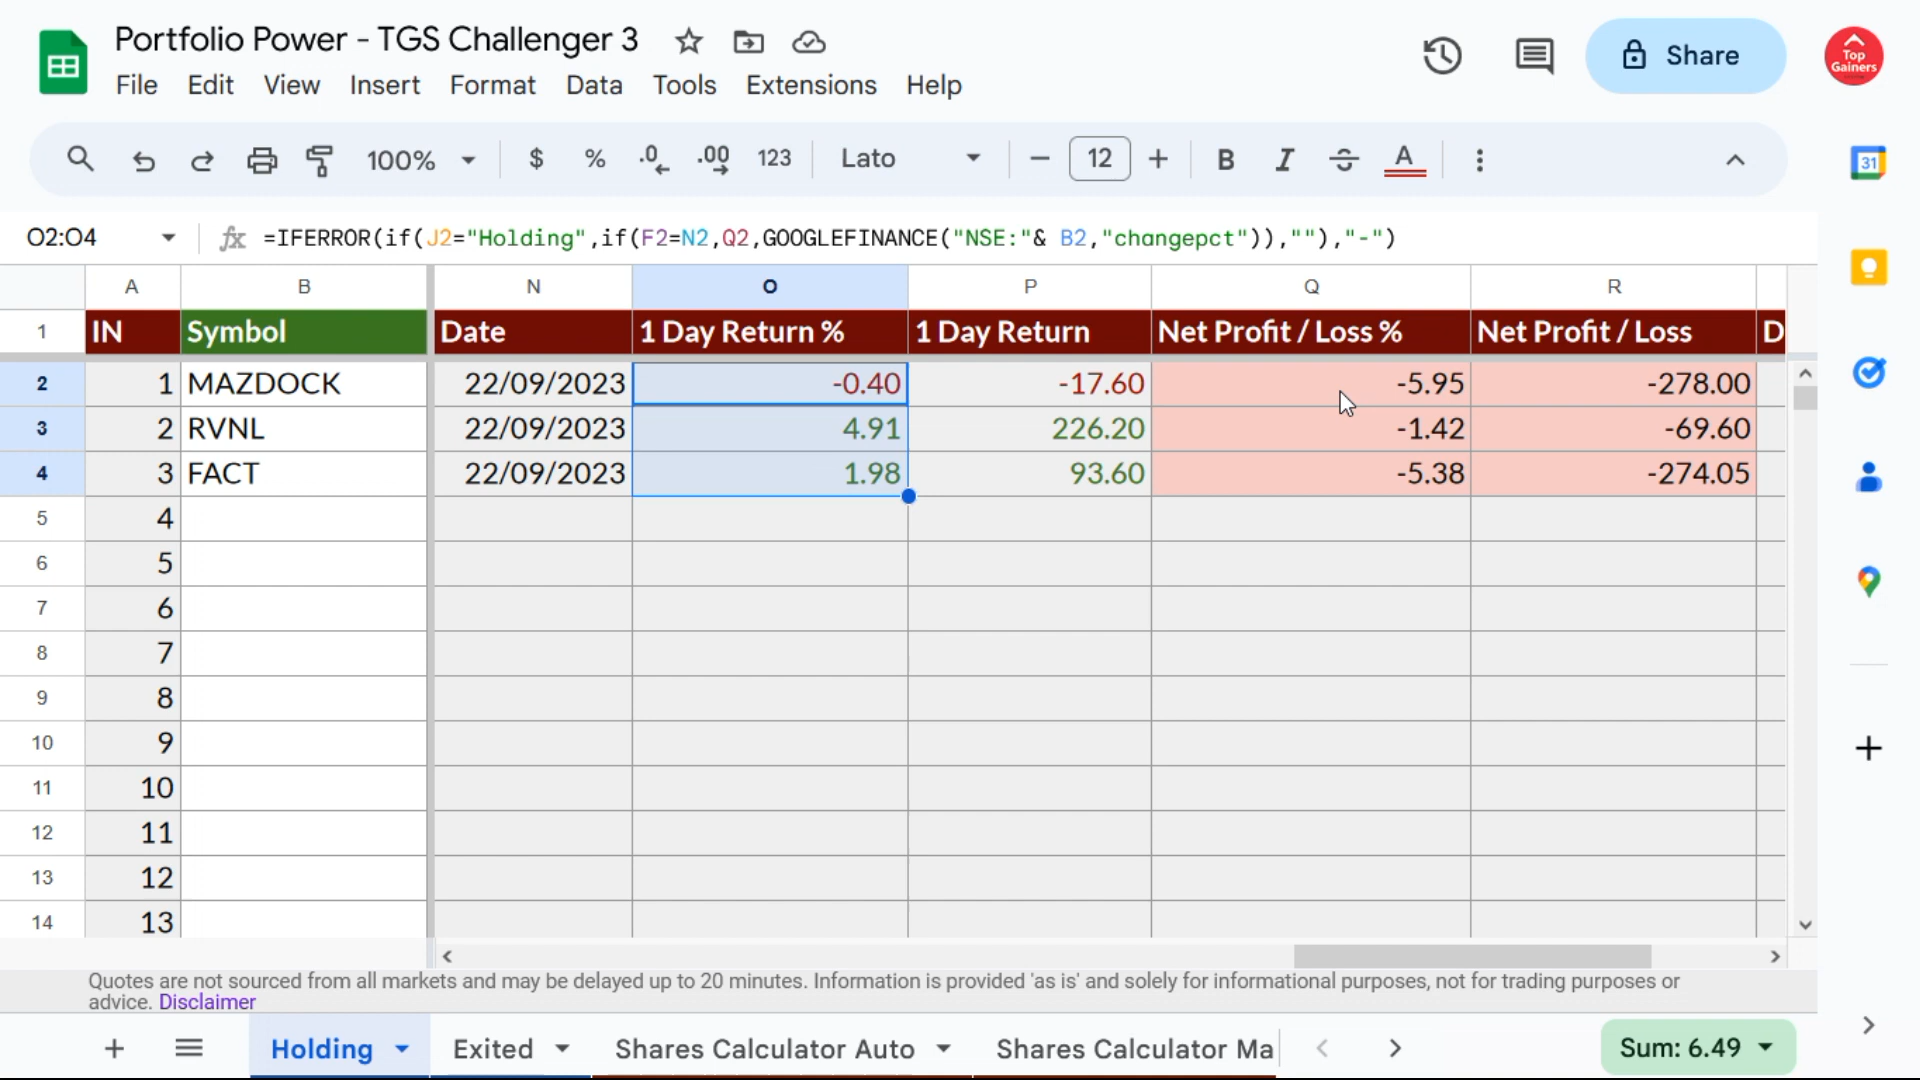 Portfolio Power - TGS Challenger 3
Share
Top
Gainers
File Edit View Insert Format Data Tools Extensions Help
100% $ % .0 .00 123 Lato 12 B I A
31
O2:O4 fx =IFERROR(if(J2="Holding",if(F2=N2,Q2,GOOGLEFINANCE("NSE:"& B2,"changepct")),""),"-")
A B N O P Q R
1 IN Symbol Date 1 Day Return % 1 Day Return Net Profit / Loss % Net Profit / Loss D
2 1 MAZDOCK 22/09/2023 -0.40 -17.60 -5.95 -278.00
3 2 RVNL 22/09/2023 4.91 226.20 -1.42 -69.60
4 3 FACT 22/09/2023 1.98 93.60 -5.38 -274.05
5 4
6 5
7 6
8 7
9 8
10 9
11 10
12 11
13 12
14 13
Quotes are not sourced from all markets and may be delayed up to 20 minutes. Information is provided 'as is' and solely for informational purposes, not for trading purposes or
advice. Disclaimer
Holding Exited Shares Calculator Auto Shares Calculator Ma Sum: 6.49